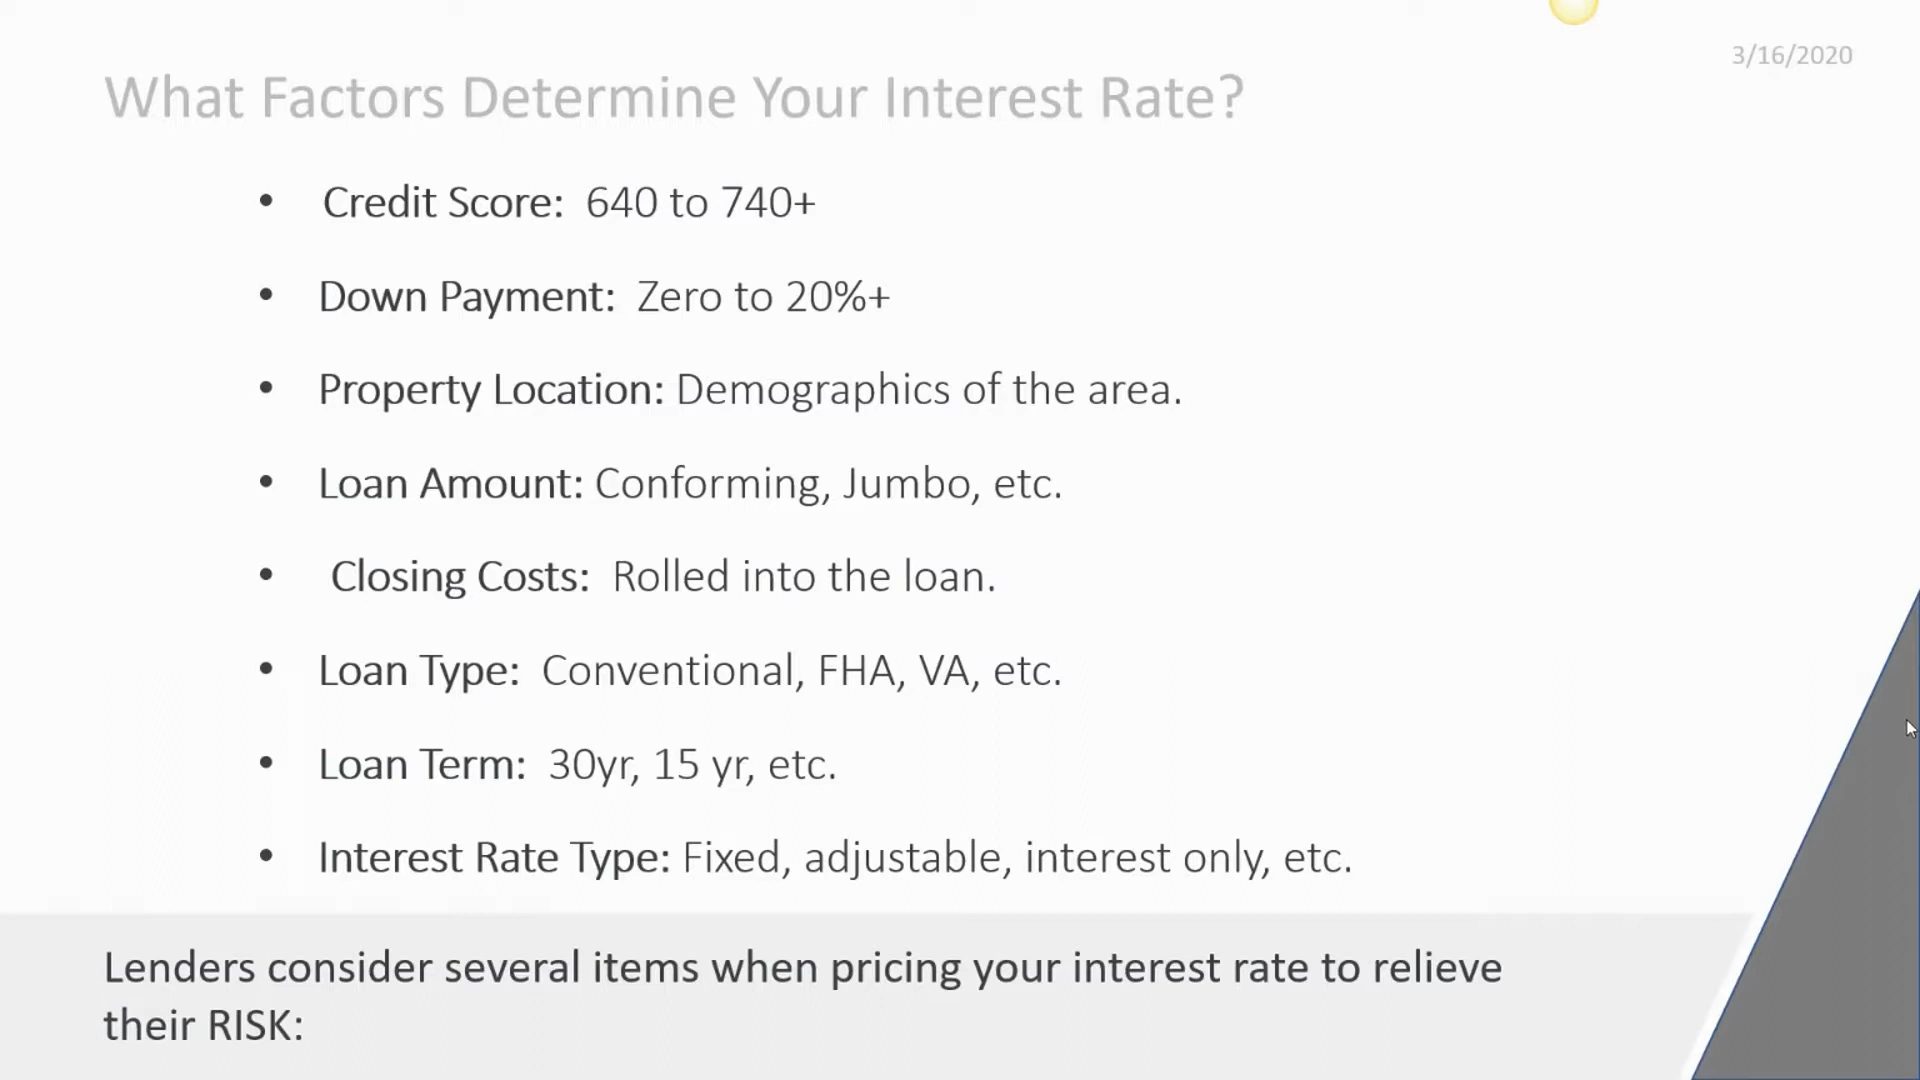 3/16/2020
What Factors Determine Your Interest Rate?
• Credit Score: 640 to 740+
• Down Payment: Zero to 20%+
• Property Location: Demographics of the area.
• Loan Amount: Conforming, Jumbo, etc.
• Closing Costs: Rolled into the loan.
• Loan Type: Conventional, FHA, VA, etc.
• Loan Term: 30yr, 15 yr, etc.
• Interest Rate Type: Fixed, adjustable, interest only, etc.
Lenders consider several items when pricing your interest rate to relieve
their RISK: